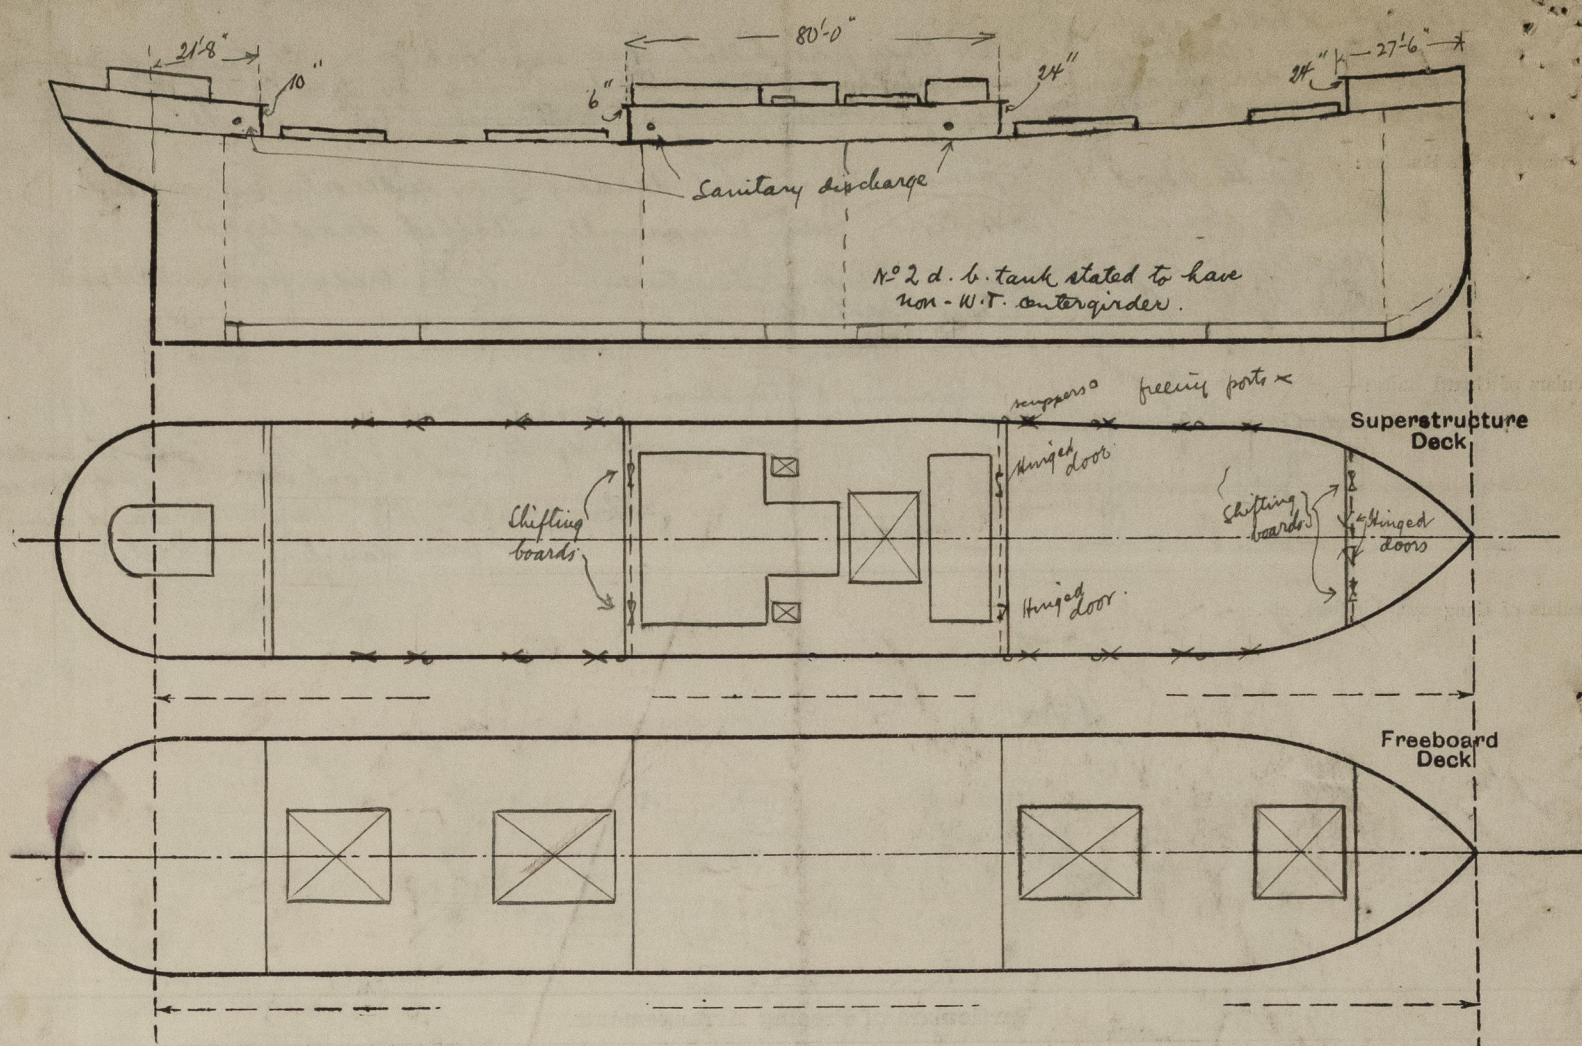 21'-8"
80'-0"
27'-6"
10"
6"
24"
24"
Sanitary discharge
No 2 d. b. tank stated to have
non-W.T. centergirder.
scuppers o freeing ports ×
Superstructure
Deck
Hinged
door
Shifting
boards
Shifting
boards
Hinged
doors
Hinged
door.
Freeboard
Deck